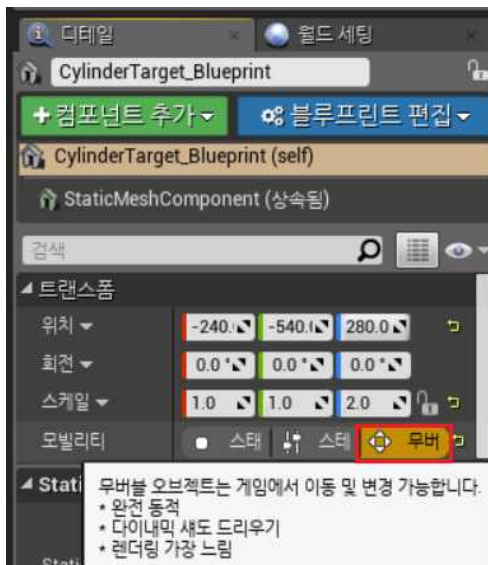 디테일
월드 세팅
CylinderTarget_Blueprint
+컴포넌트 추가
블루프린트 편집
CylinderTarget_Blueprint (self)
StaticMeshComponent (상속됨)
검색
트랜스폼
위치 -240. -540. 280.0
회전 0.0 ° 0.0 ° 0.0 °
스케일 1.0 1.0 2.0
모빌리티 스태 스테 무버
Stati
무버블 오브젝트는 게임에서 이동 및 변경 가능합니다.
* 완전 동적
* 다이내믹 섀도 드리우기
* 렌더링 가장 느림